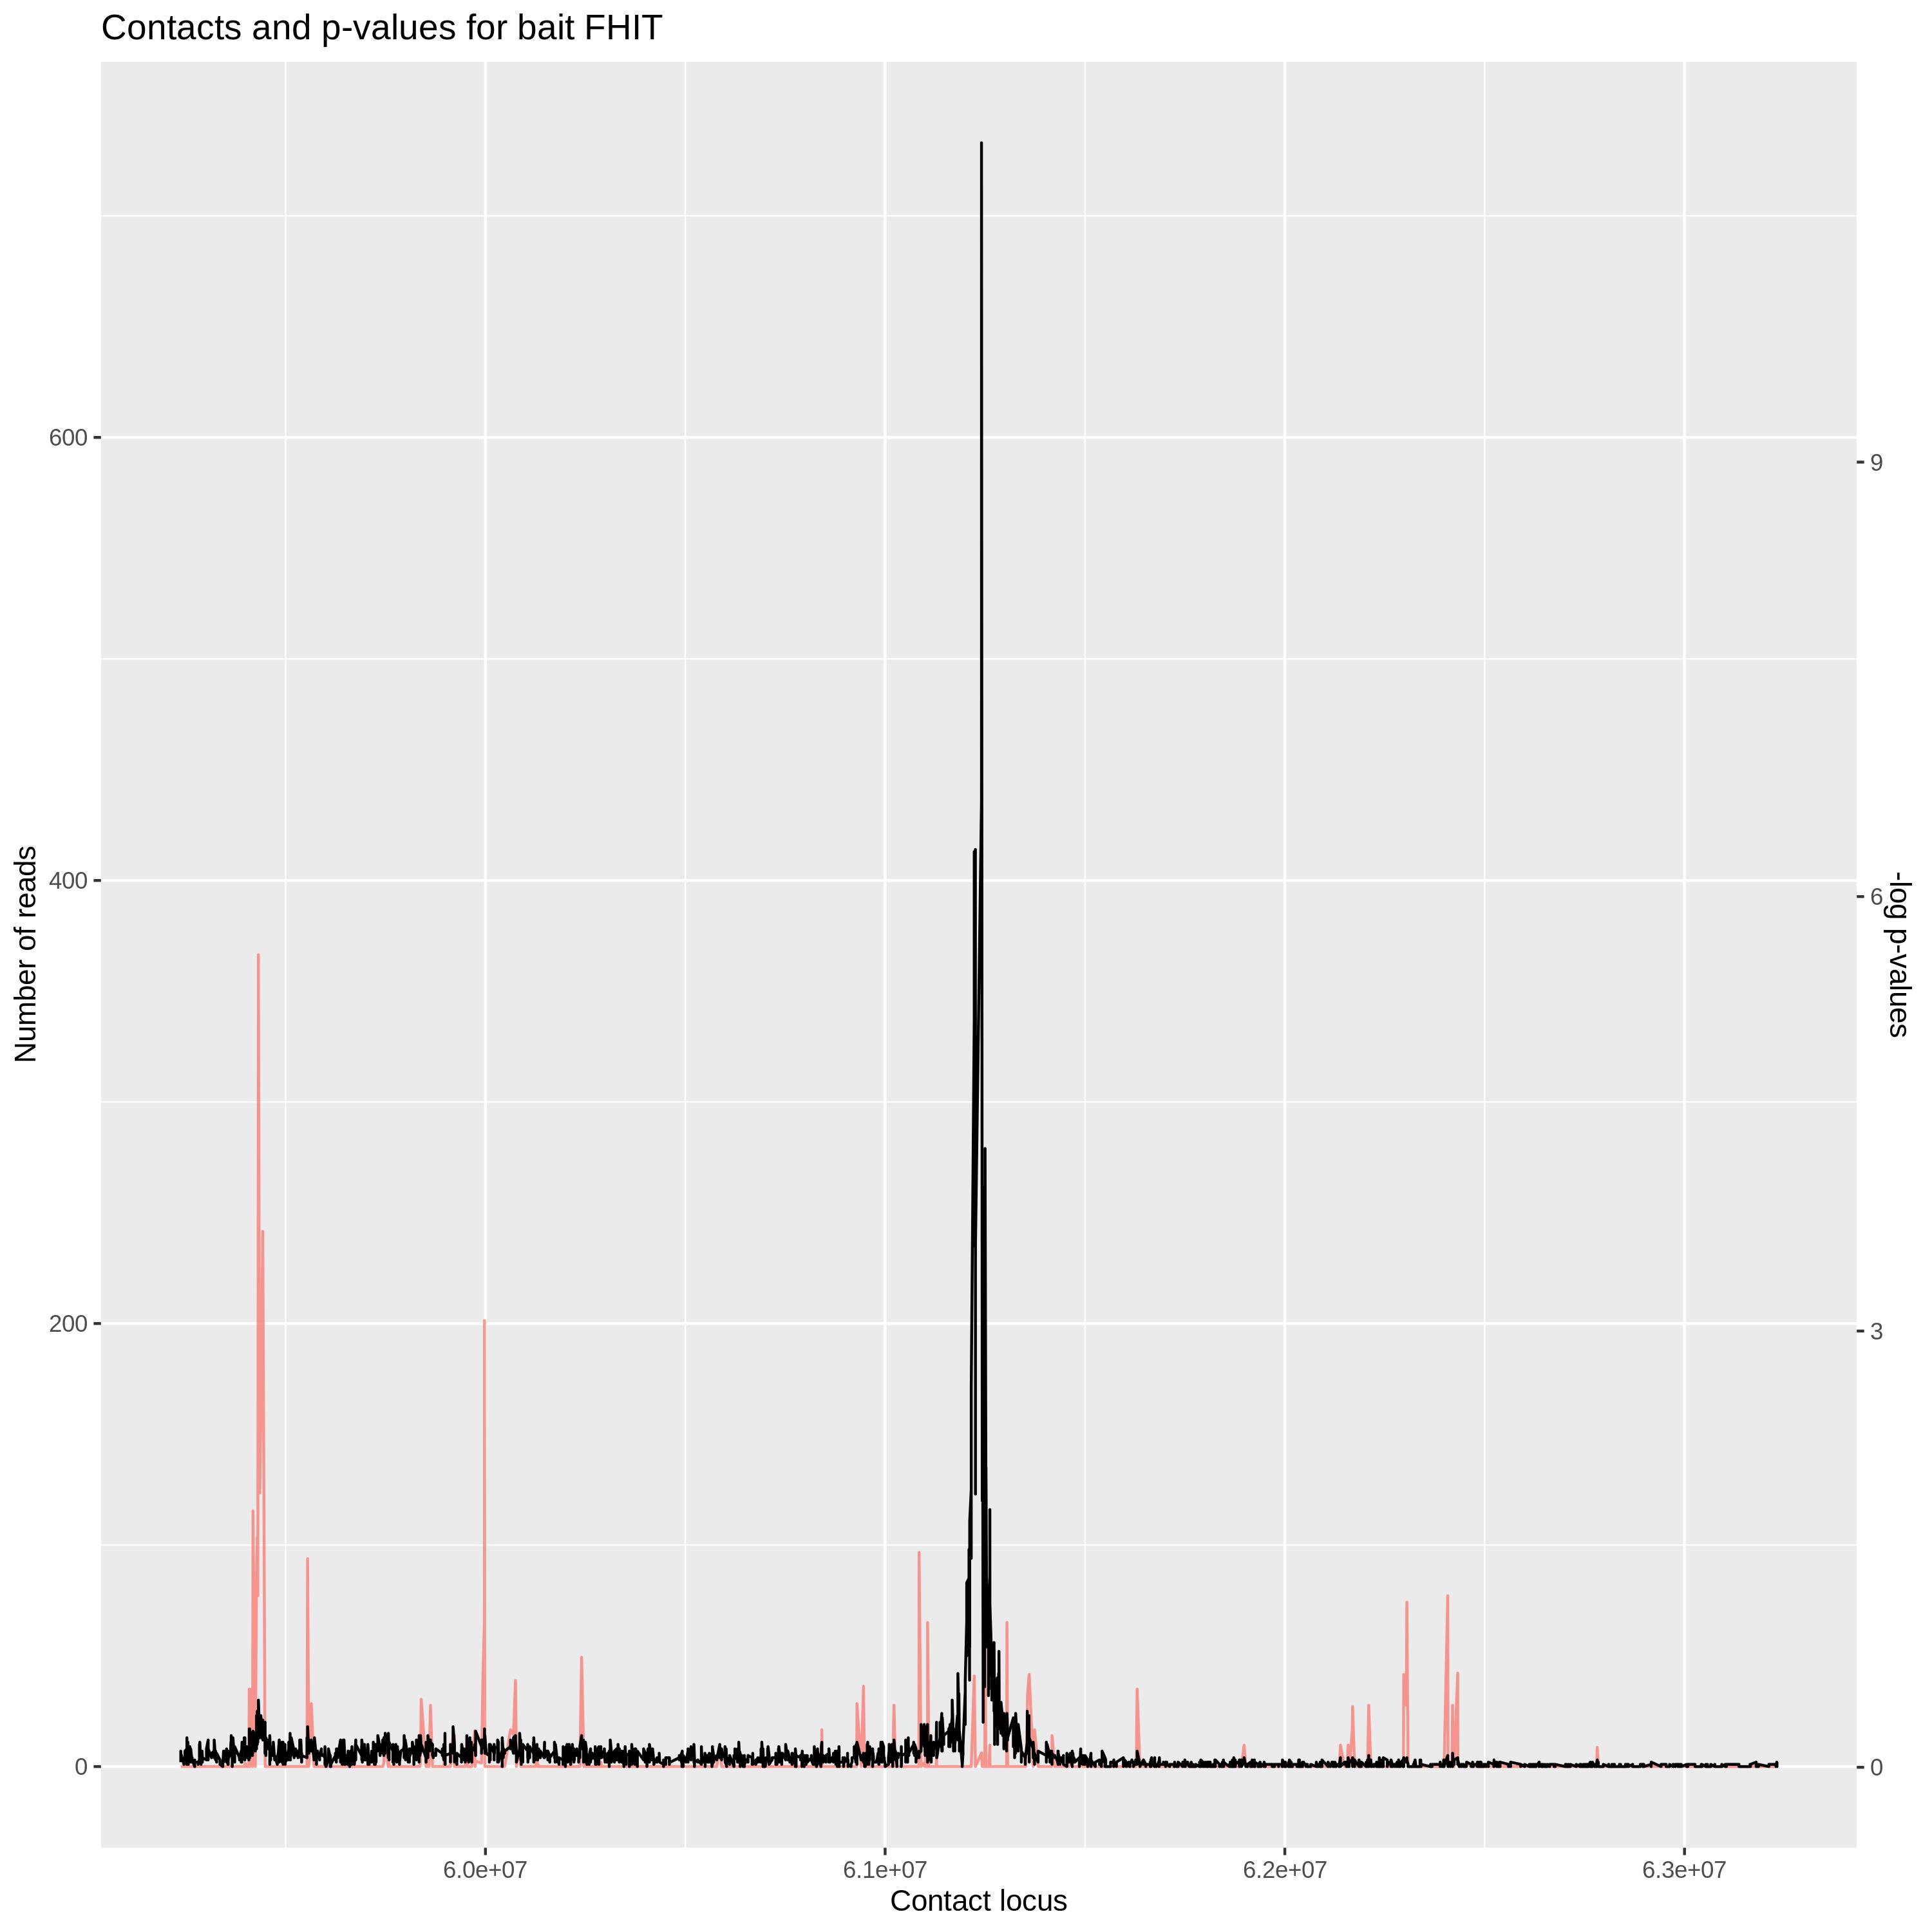 Contacts and p-values for bait FHIT
Number of reads
600
400
200
0
9
6
3
0
-log p-values
6.0e+07
6.1e+07
6.2e+07
6.3e+07
Contact locus